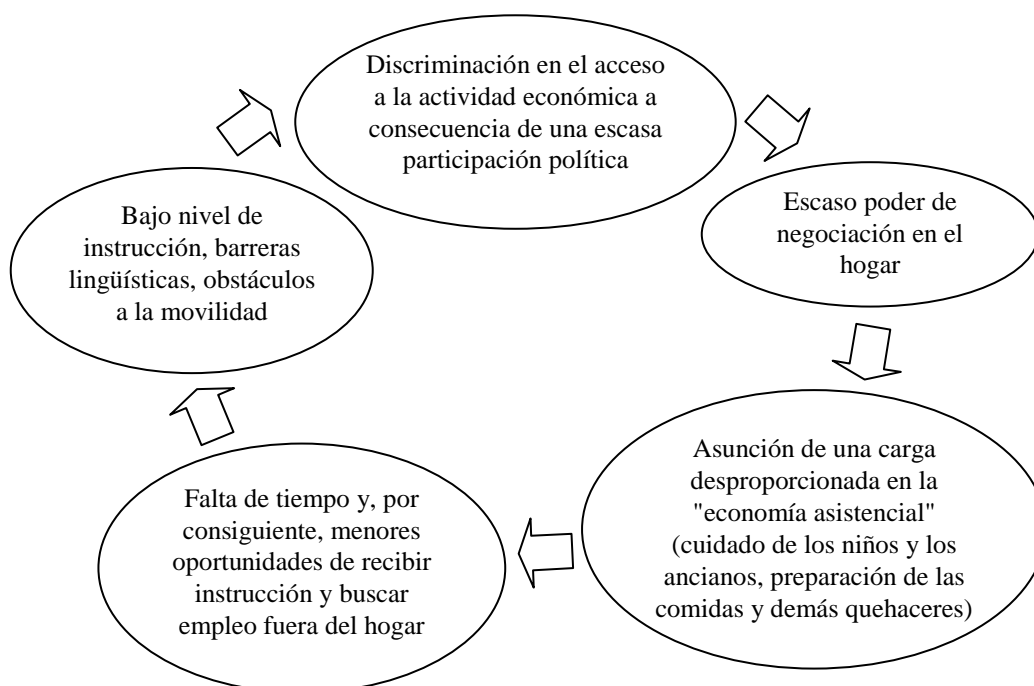 Discriminación en el acceso
a la actividad económica a
consecuencia de una escasa
participación política
Escaso poder de
negociación en el
hogar
Asunción de una carga
desproporcionada en la
"economía asistencial"
(cuidado de los niños y los
ancianos, preparación de las
comidas y demás quehaceres)
Falta de tiempo y, por
consiguiente, menores
oportunidades de recibir
instrucción y buscar
empleo fuera del hogar
Bajo nivel de
instrucción, barreras
lingüísticas, obstáculos
a la movilidad